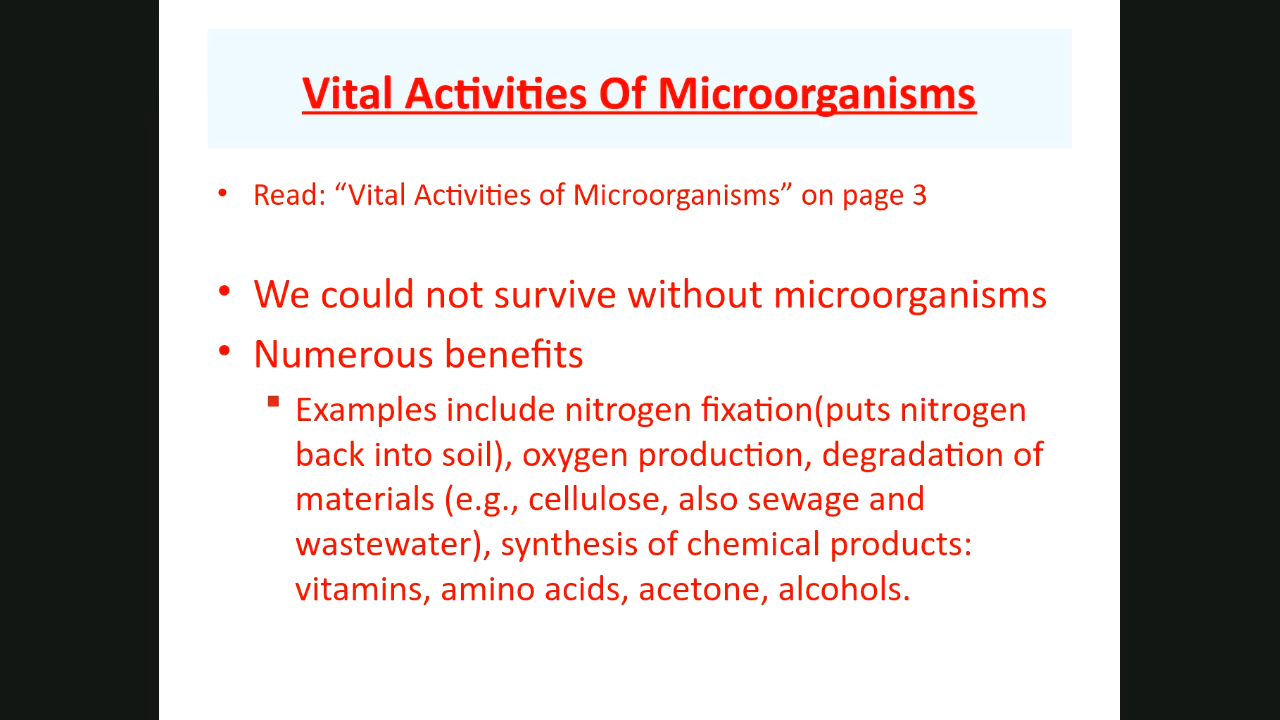 Vital Activities Of Microorganisms
• Read: “Vital Activities of Microorganisms” on page 3
• We could not survive without microorganisms
• Numerous benefits
▪ Examples include nitrogen fixation(puts nitrogen
back into soil), oxygen production, degradation of
materials (e.g., cellulose, also sewage and
wastewater), synthesis of chemical products:
vitamins, amino acids, acetone, alcohols.